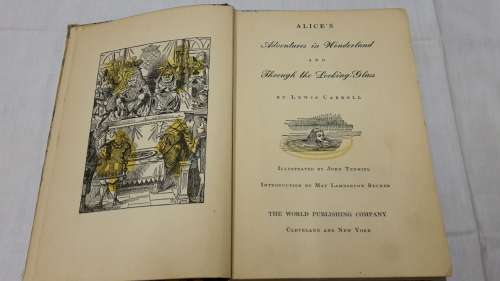 ALICE'S
Adventures in Wonderland
AND
Through the Looking Glass
BY LEWIS CARROLL
ILLUSTRATED BY JOHN TENNIEL
INTRODUCTION BY MAY LAMBERTON BECKER
THE WORLD PUBLISHING COMPANY
CLEVELAND AND NEW YORK